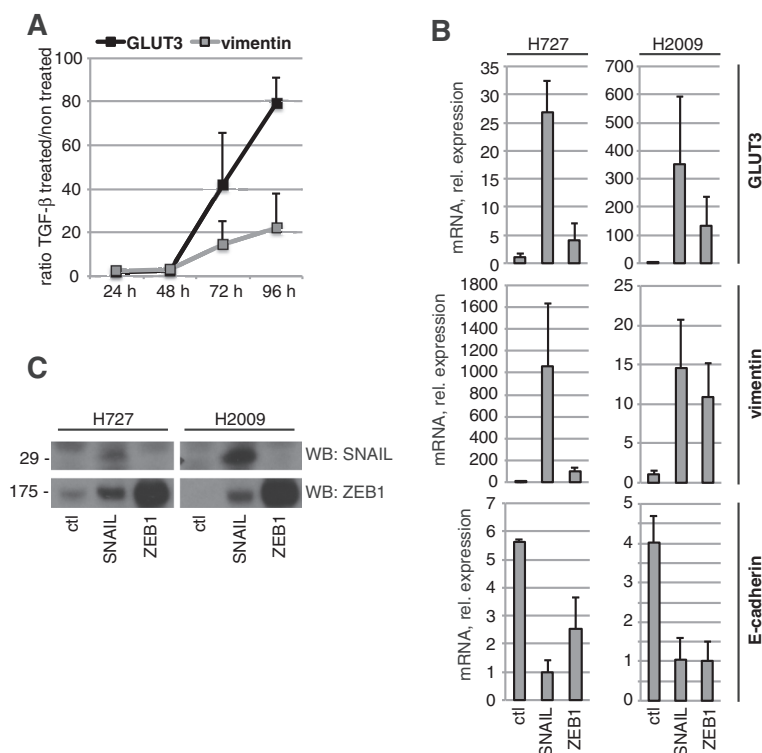 A
GLUT3 vimentin
ratio TGF-β treated/non treated
100
80
60
40
20
0
24 h 48 h 72 h 96 h
B
H727 H2009
mRNA, rel. expression
35
30
25
20
15
10
5
0
700
600
500
400
300
200
100
0
GLUT3
mRNA, rel. expression
1800
1600
1400
1200
1000
800
600
400
200
0
25
20
15
10
5
0
vimentin
mRNA, rel. expression
7
6
5
4
3
2
1
0
5
4
3
2
1
0
E-cadherin
ctl SNAIL ZEB1 ctl SNAIL ZEB1
C
H727 H2009
29 - WB: SNAIL
175 - WB: ZEB1
ctl SNAIL ZEB1 ctl SNAIL ZEB1